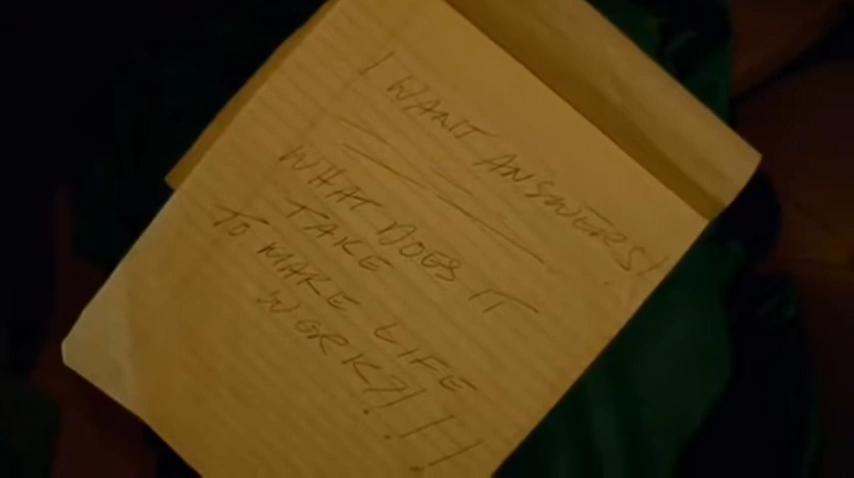 I WANT ANSWERS!
WHAT DOES IT
TAKE
TO MAKE LIFE
WORK?!!!